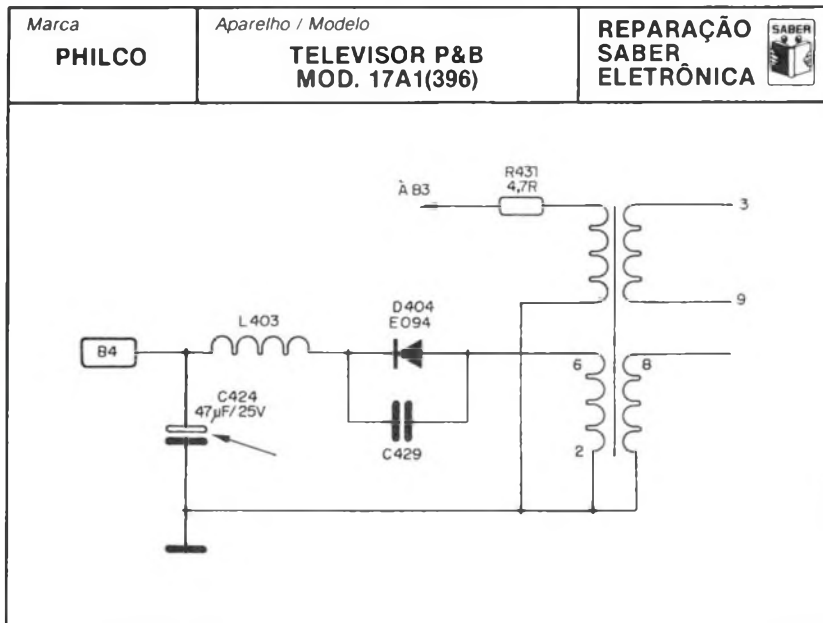 Marca
PHILCO
Aparelho / Modelo
TELEVISOR P&B
MOD. 17A1(396)
REPARAÇÃO
SABER
ELETRÔNICA
SABER
À B3
R431
4,7R
3
9
L403
D404
E094
B4
6
8
C424
47µF/25V
C429
2